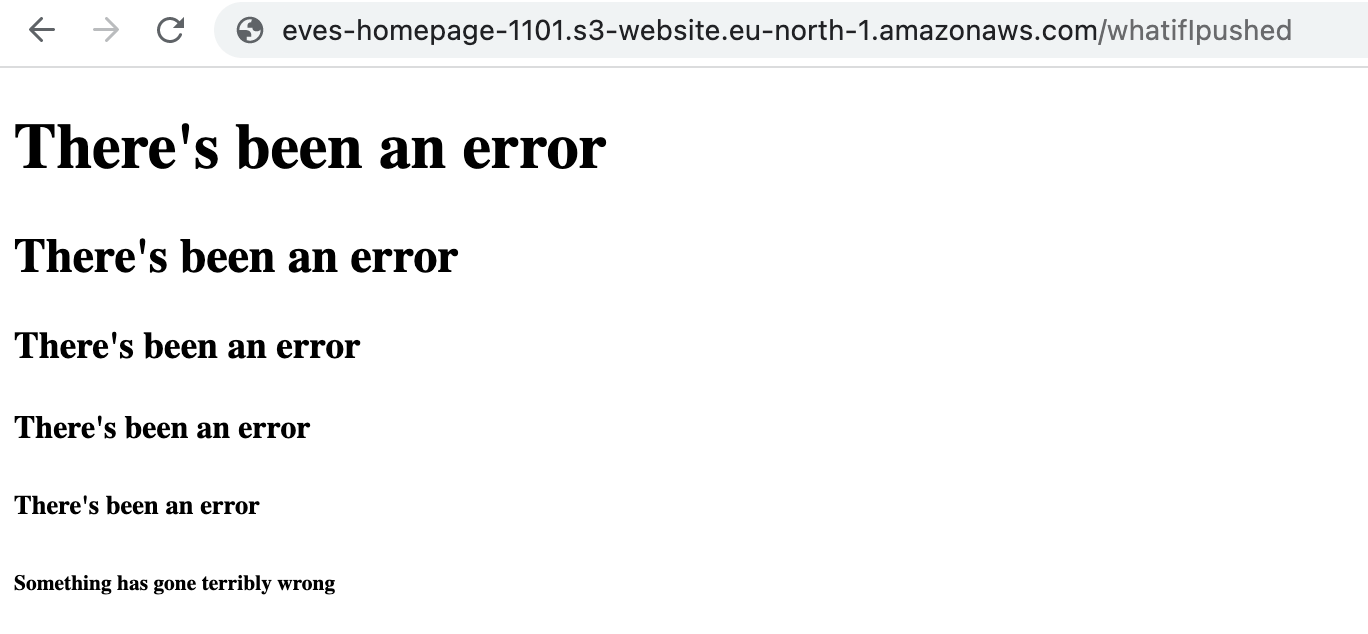 eves-homepage-1101.s3-website.eu-north-1.amazonaws.com/whatifIpushed
There's been an error
There's been an error
There's been an error
There's been an error
There's been an error
Something has gone terribly wrong